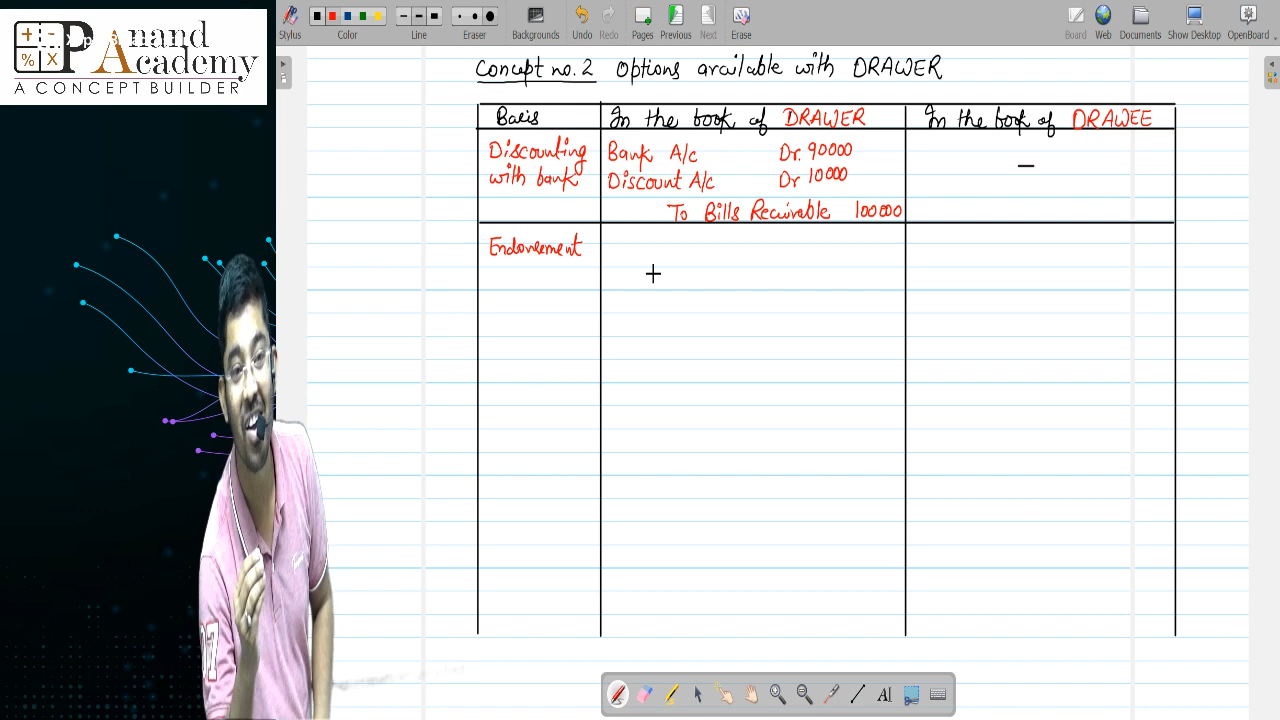 Color
Line
Eraser
Backgrounds
Undo
Redo
Pages
Previous
Next
Erase
Stylus
Board
Web
Documents
Show Desktop
OpenBoard
Anand
Academy
A CONCEPT BUILDER
Concept no. 2 Options available with DRAWER
Basis In the book of DRAWER In the book of DRAWEE
Discounting Bank A/c Dr. 90000 —
with bank Discount A/c Dr 10000
To Bills Receivable 100000
Endorsement
07